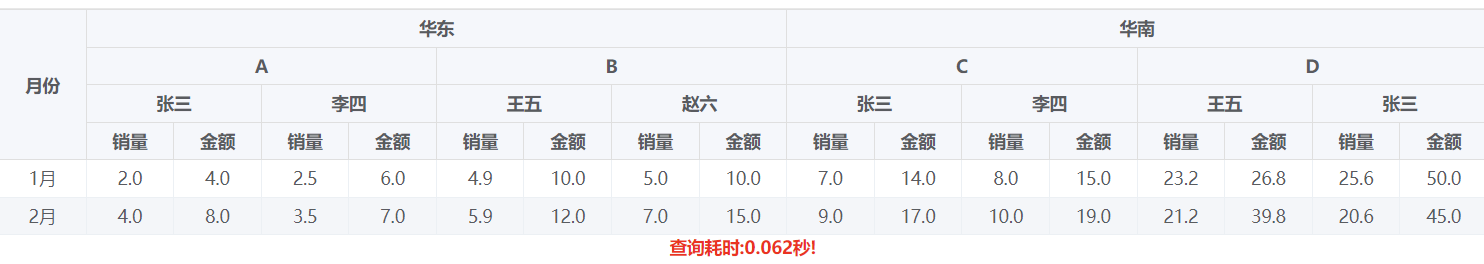 华东 华南
A B C D
月份
张三 李四 王五 赵六 张三 李四 王五 张三
销量 金额 销量 金额 销量 金额 销量 金额 销量 金额 销量 金额 销量 金额 销量 金额
1月 2.0 4.0 2.5 6.0 4.9 10.0 5.0 10.0 7.0 14.0 8.0 15.0 23.2 26.8 25.6 50.0
2月 4.0 8.0 3.5 7.0 5.9 12.0 7.0 15.0 9.0 17.0 10.0 19.0 21.2 39.8 20.6 45.0
查询耗时:0.062秒!